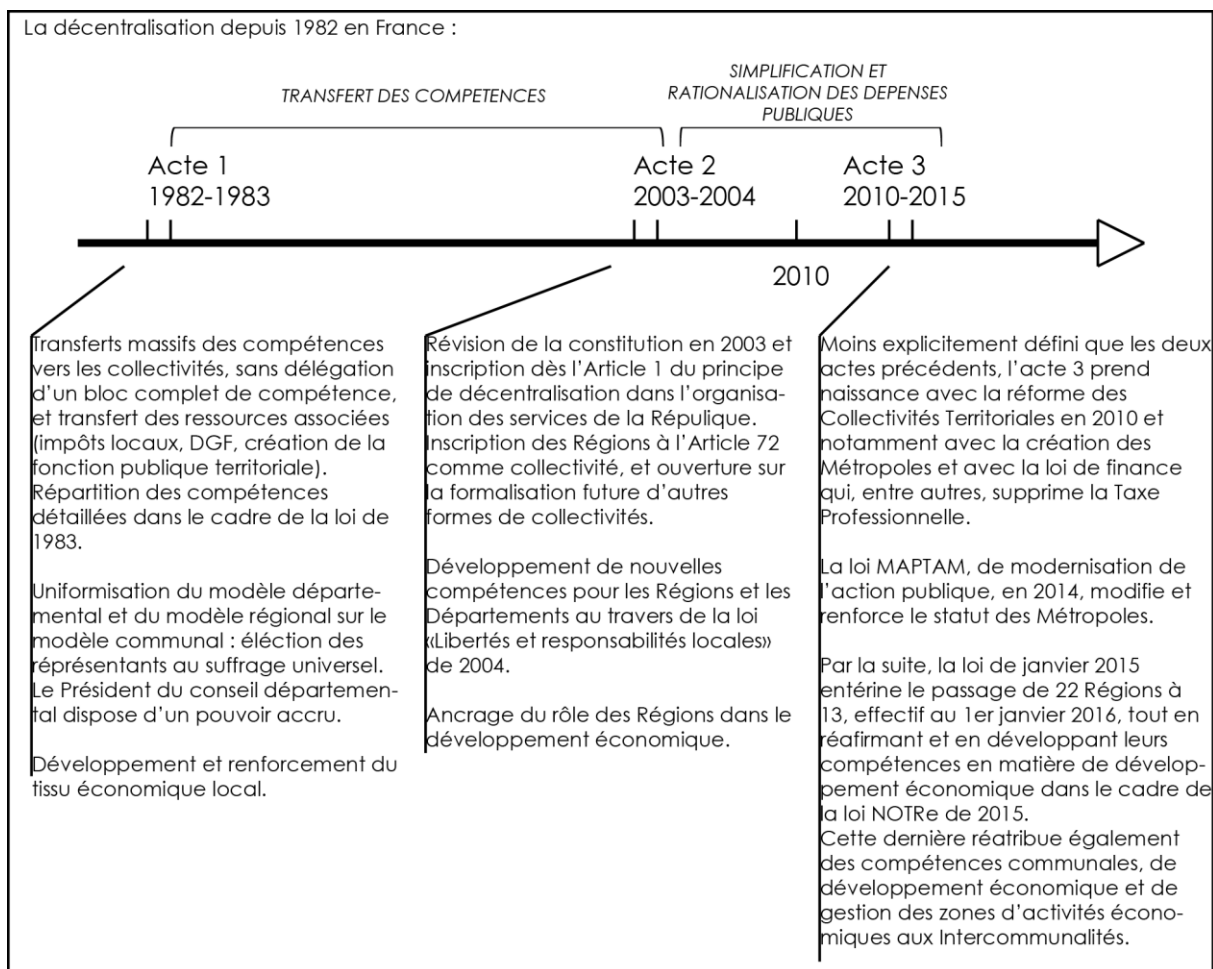 La décentralisation depuis 1982 en France :
TRANSFERT DES COMPETENCES
SIMPLIFICATION ET
RATIONALISATION DES DEPENSES
PUBLIQUES
Acte 1
1982-1983
Acte 2
2003-2004
Acte 3
2010-2015
2010
Transferts massifs des compétences
vers les collectivités, sans délégation
d'un bloc complet de compétence,
et transfert des ressources associées
(impôts locaux, DGF, création de la
fonction publique territoriale).
Répartition des compétences
détaillées dans le cadre de la loi de
1983.
Uniformisation du modèle départe-
mental et du modèle régional sur le
modèle communal : éléction des
réprésentants au suffrage universel.
Le Président du conseil départemen-
tal dispose d'un pouvoir accru.
Développement et renforcement du
tissu économique local.
Révision de la constitution en 2003 et
inscription dès l'Article 1 du principe
de décentralisation dans l'organisa-
tion des services de la Répulique.
Inscription des Régions à l'Article 72
comme collectivité, et ouverture sur
la formalisation future d'autres
formes de collectivités.
Développement de nouvelles
compétences pour les Régions et les
Départements au travers de la loi
«Libertés et responsabilités locales»
de 2004.
Ancrage du rôle des Régions dans le
développement économique.
Moins explicitement défini que les deux
actes précédents, l'acte 3 prend
naissance avec la réforme des
Collectivités Territoriales en 2010 et
notamment avec la création des
Métropoles et avec la loi de finance
qui, entre autres, supprime la Taxe
Professionnelle.
La loi MAPTAM, de modernisation de
l'action publique, en 2014, modifie et
renforce le statut des Métropoles.
Par la suite, la loi de janvier 2015
entérine le passage de 22 Régions à
13, effectif au 1er janvier 2016, tout en
réafirmant et en développant leurs
compétences en matière de dévelop-
pement économique dans le cadre de
la loi NOTRe de 2015.
Cette dernière réatribue également
des compétences communales, de
développement économique et de
gestion des zones d'activités écono-
miques aux Intercommunalités.